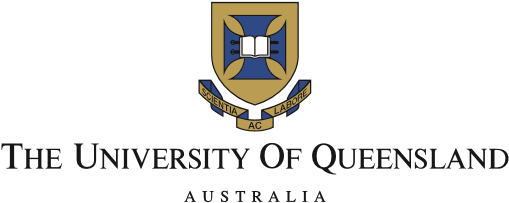 SCIENTIA
AC
LABORE
THE UNIVERSITY OF QUEENSLAND
AUSTRALIA